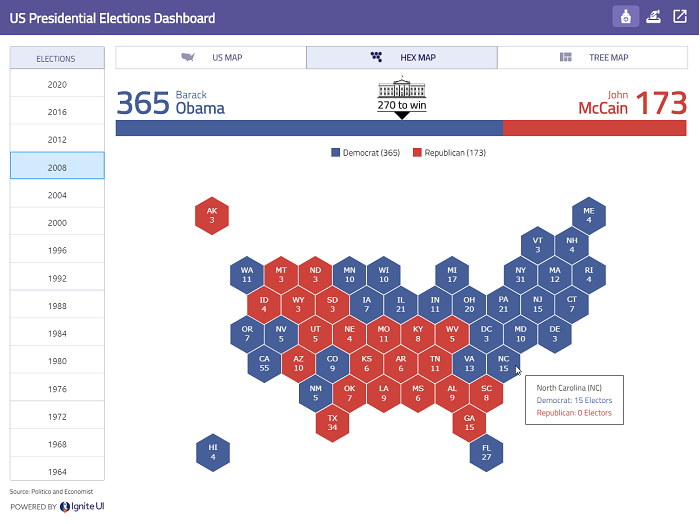 US Presidential Elections Dashboard
ELECTIONS
2020
2016
2012
2008
2004
2000
1996
1992
1988
1984
1980
1976
1972
1968
1964
US MAP
HEX MAP
TREE MAP
365 Barack Obama
270 to win
John McCain 173
Democrat (365) Republican (173)
AK 3
ME 4
VT 3
NH 4
WA 11
MT 3
ND 3
MN 10
WI 10
MI 17
NY 31
MA 12
RI 4
ID 4
WY 3
SD 3
IA 7
IL 21
IN 11
OH 20
PA 21
NJ 15
CT 7
OR 7
NV 5
UT 5
NE 4
MO 11
KY 8
WV 5
DC 3
MD 10
DE 3
CA 55
AZ 10
CO 9
KS 6
AR 6
TN 11
VA 13
NC 15
NM 5
OK 7
LA 9
MS 6
AL 9
SC 8
TX 34
GA 15
HI 4
FL 27
North Carolina (NC)
Democrat: 15 Electors
Republican: 0 Electors
Source: Politico and Economist
POWERED BY Ignite UI